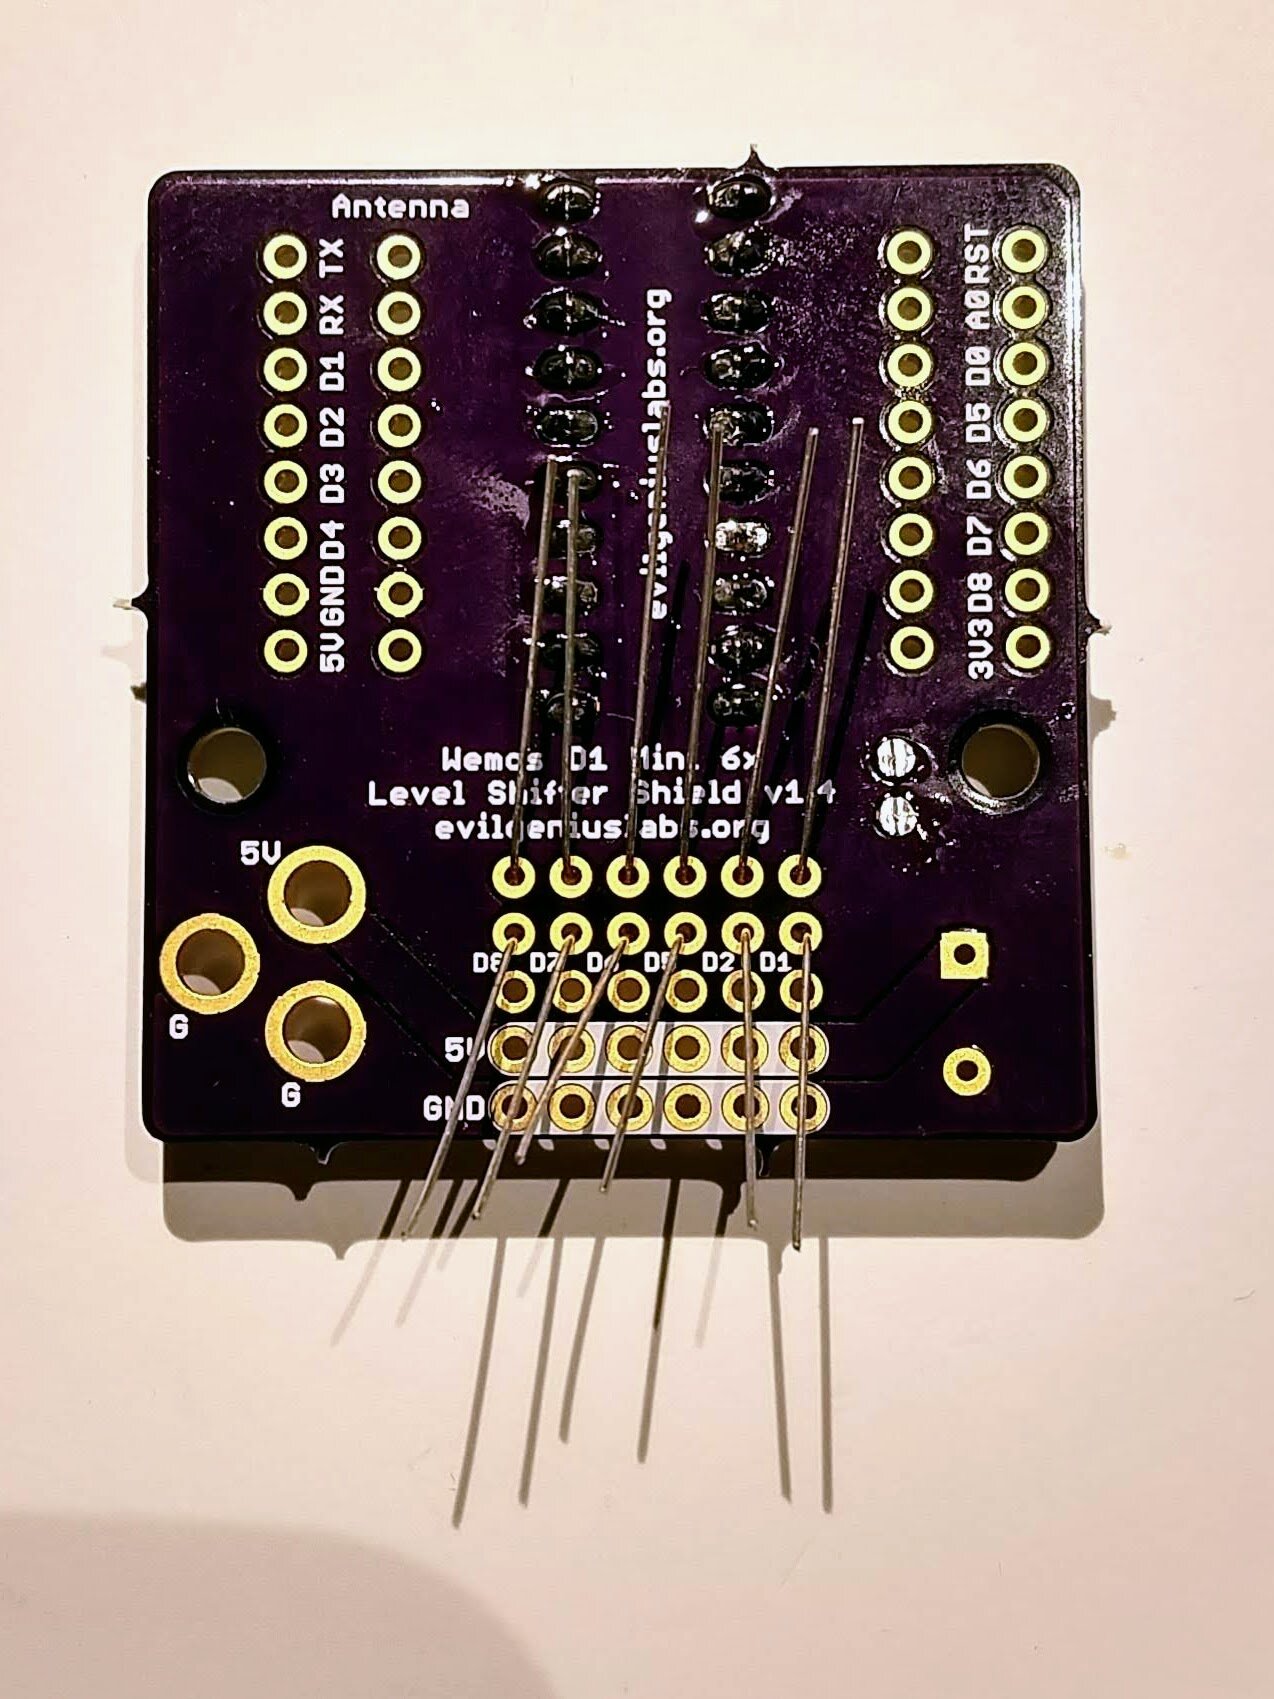 Antenna
TX
RX
D1
D2
D3
D4
GND
5V
evilgeniuslabs.org
RST
A0
D0
D5
D6
D7
D8
3V3
Wemos D1 Mini 6x
Level Shifter Shield v1.4
evilgeniuslabs.org
5V
G
G
D8 D7 D6 D5 D2 D1
5V
GND